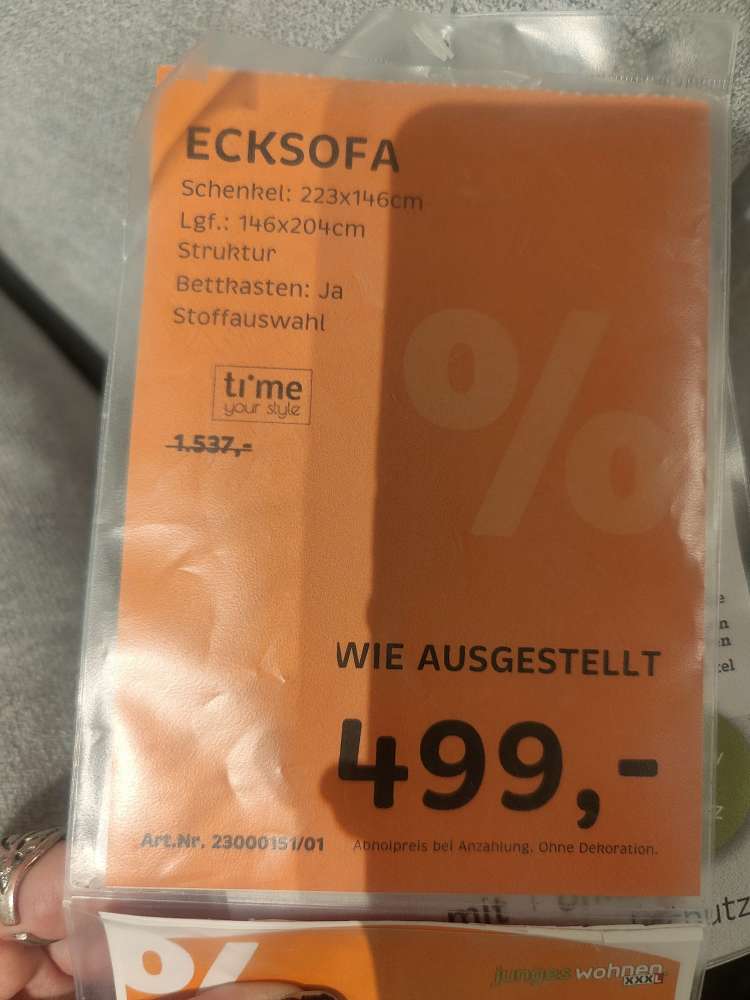 ECKSOFA
Schenkel: 223x146cm
Lgf.: 146x204cm
Struktur
Bettkasten: Ja
Stoffauswahl
ti·me
your style
1.537,-
%
WIE AUSGESTELLT
499,-
Art.Nr. 23000151/01 Abholpreis bei Anzahlung. Ohne Dekoration.
mit
%
junges wohnen
XXXL